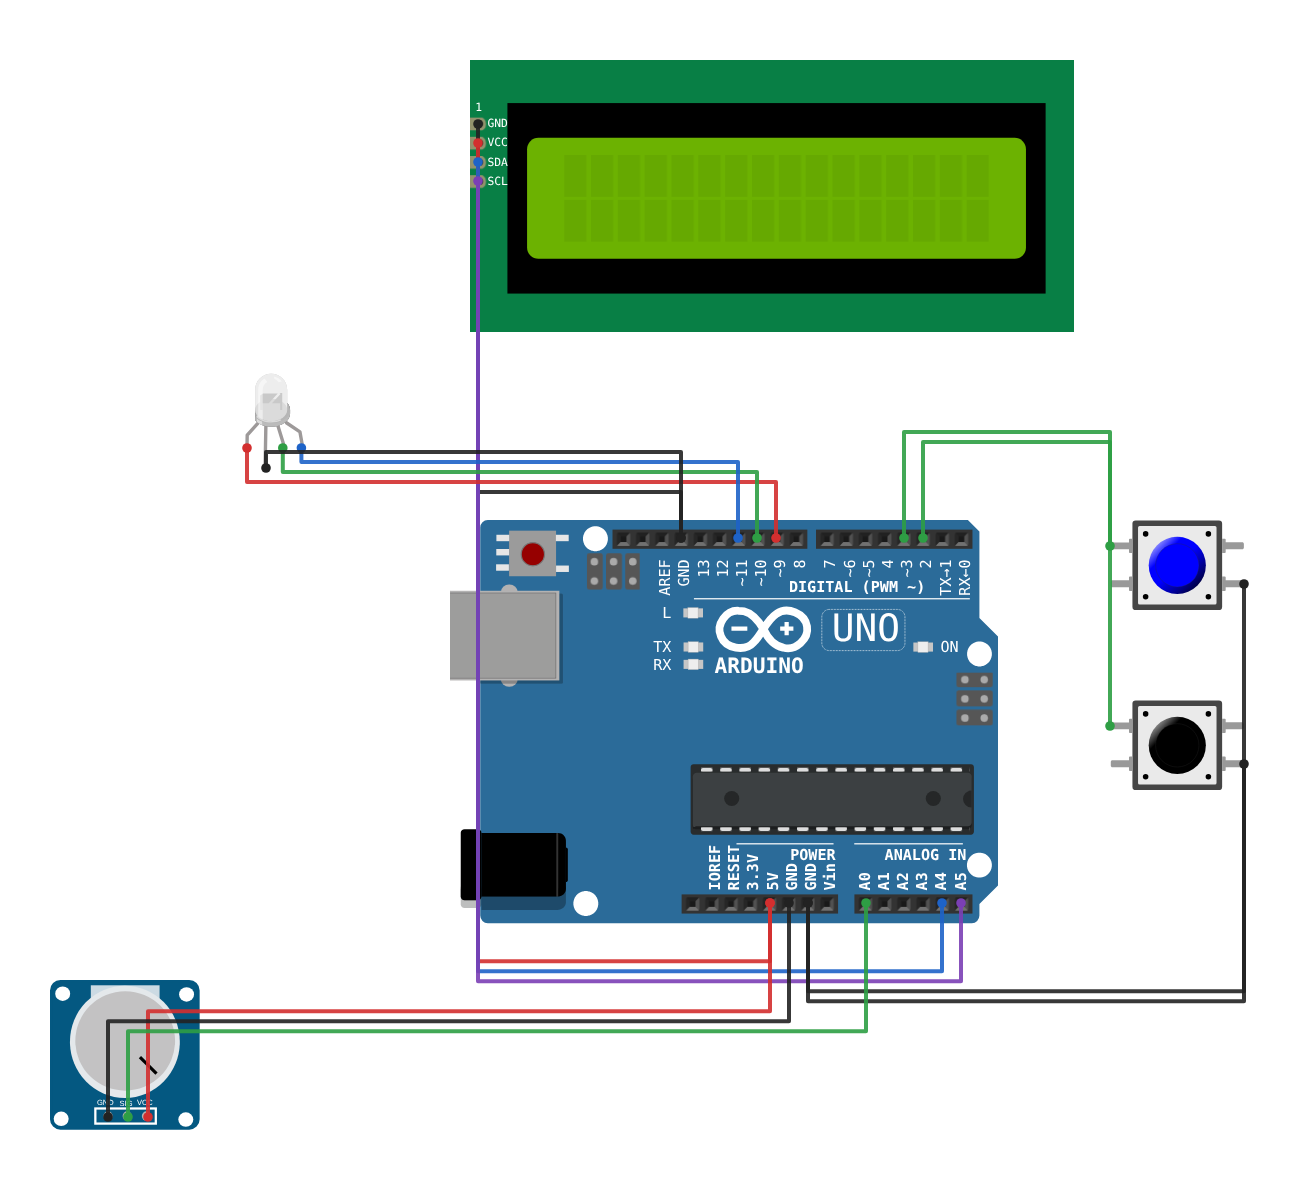 1
GND
VCC
SDA
SCL
AREF
GND
13
12
~11
~10
~9
8
7
~6
~5
~4
~3
2
TX→1
RX←0
DIGITAL (PWM ~)
L
TX
RX
UNO
ON
ARDUINO
IOREF
RESET
3.3V
5V
GND
GND
Vin
POWER
ANALOG IN
A0
A1
A2
A3
A4
A5
GND SIG VCC